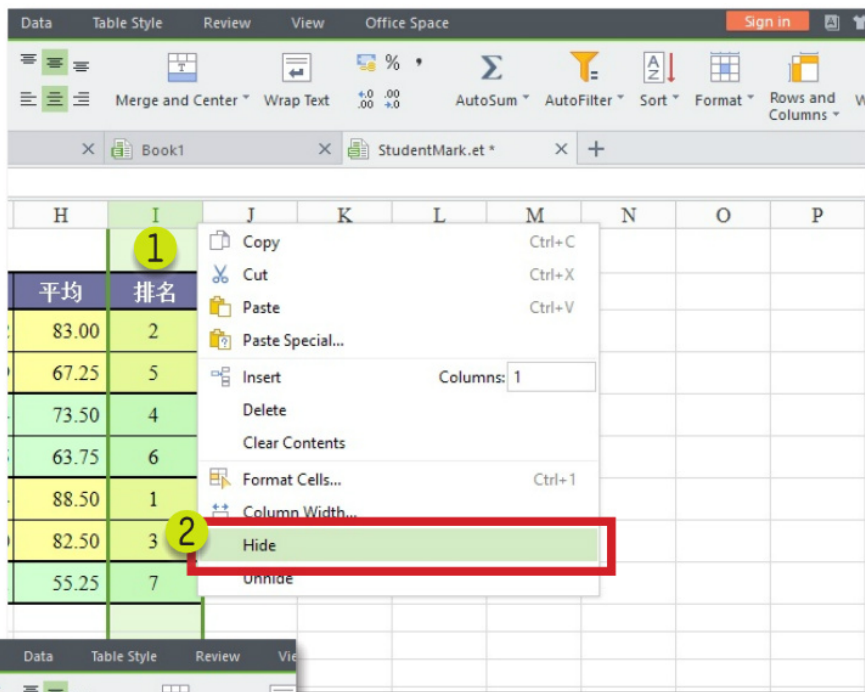 Data Table Style Review View Office Space Sign in
%
Merge and Center Wrap Text .00 .00 AutoSum AutoFilter Sort Format Rows and Columns
Book1 StudentMark.et *
H I J K L M N O P
1
平均 排名
83.00 2
67.25 5
73.50 4
63.75 6
88.50 1
82.50 3
55.25 7
Copy Ctrl+C
Cut Ctrl+X
Paste Ctrl+V
Paste Special...
Insert Columns: 1
Delete
Clear Contents
Format Cells... Ctrl+1
Column Width...
2
Hide
Unhide
Data Table Style Review